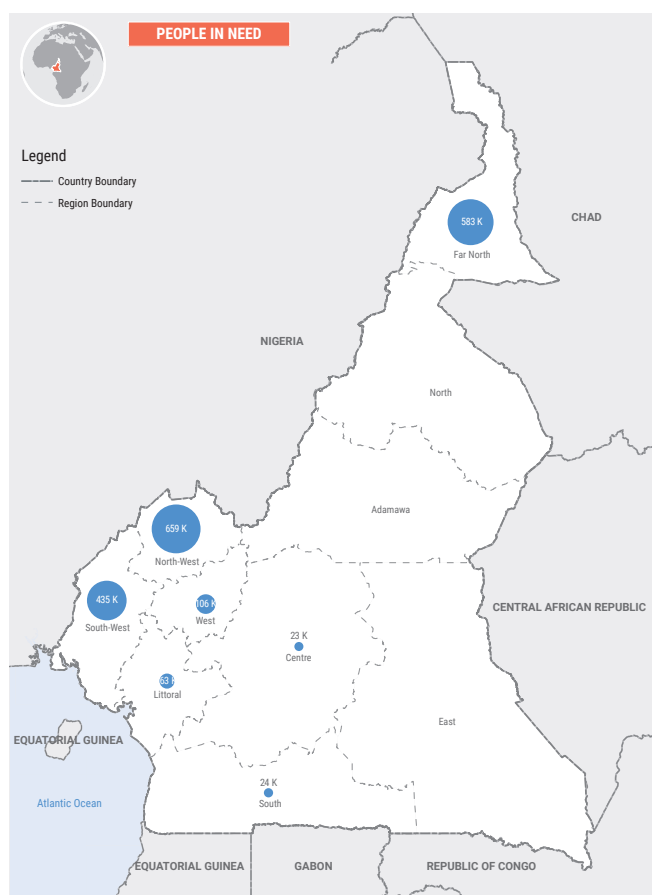 PEOPLE IN NEED
Legend
Country Boundary
Region Boundary
583 K
CHAD
Far North
NIGERIA
North
Adamawa
659 K
North-West
435 K
106 K
CENTRAL AFRICAN REPUBLIC
West
South-West
23 K
Centre
63 K
Littoral
East
EQUATORIAL GUINEA
24 K
Atlantic Ocean
South
EQUATORIAL GUINEA
GABON
REPUBLIC OF CONGO